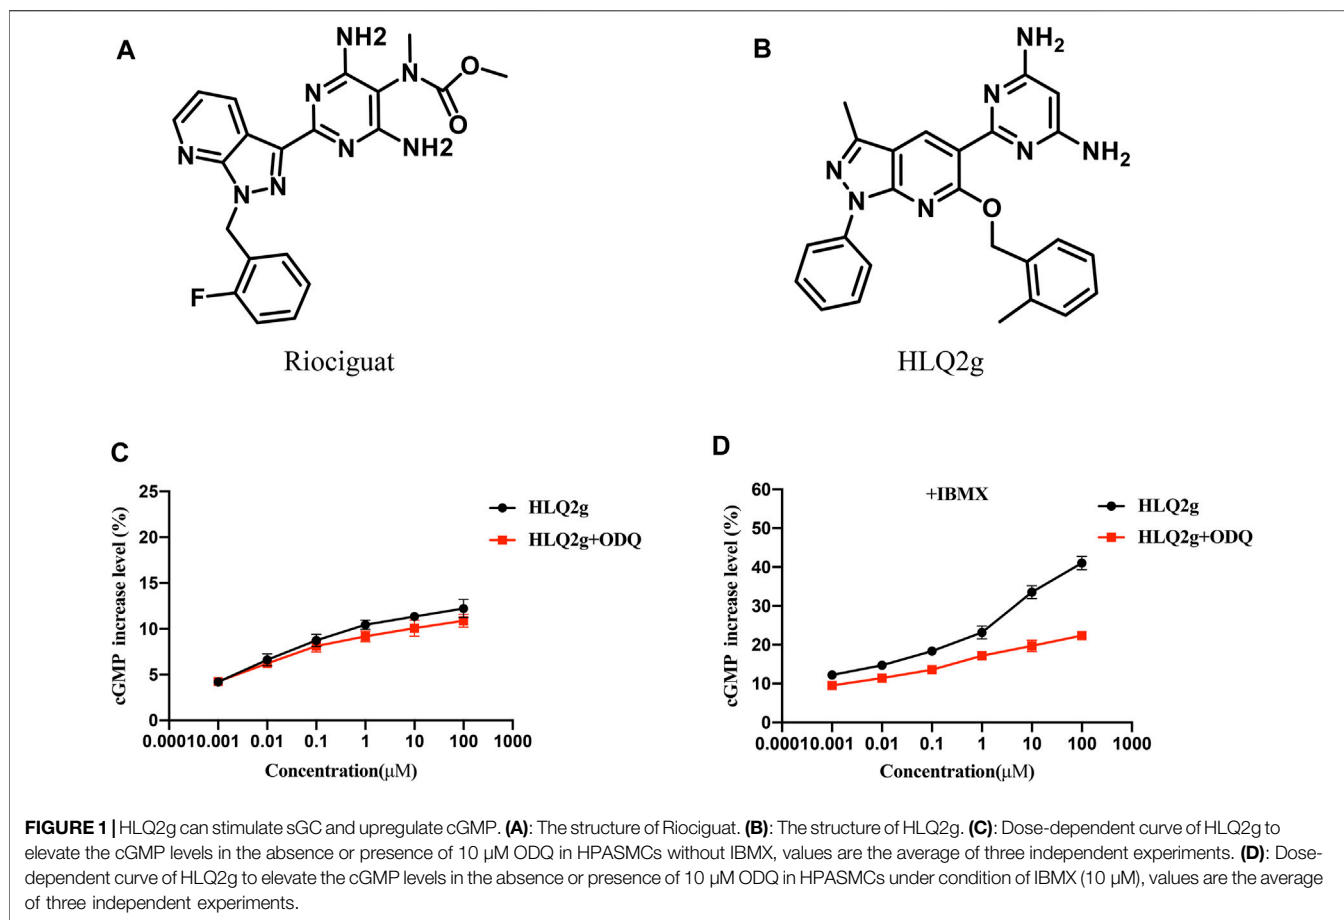 A
NH2
N
N
O
N
O
N
NH2
N
N
N
F
Riociguat
B
NH₂
N
N
NH₂
N
N
N
O
HLQ2g
C
25
20
15
10
5
0
cGMP increase level (%)
HLQ2g
HLQ2g+ODQ
0.0001 0.001 0.01 0.1 1 10 100 1000
Concentration(μM)
D
+IBMX
60
50
40
30
20
10
0
cGMP increase level (%)
HLQ2g
HLQ2g+ODQ
0.0001 0.001 0.01 0.1 1 10 100 1000
Concentration(μM)
FIGURE 1 | HLQ2g can stimulate sGC and upregulate cGMP. (A): The structure of Riociguat. (B): The structure of HLQ2g. (C): Dose-dependent curve of HLQ2g to
elevate the cGMP levels in the absence or presence of 10 μM ODQ in HPASMCs without IBMX, values are the average of three independent experiments. (D): Dose-
dependent curve of HLQ2g to elevate the cGMP levels in the absence or presence of 10 μM ODQ in HPASMCs under condition of IBMX (10 μM), values are the average
of three independent experiments.